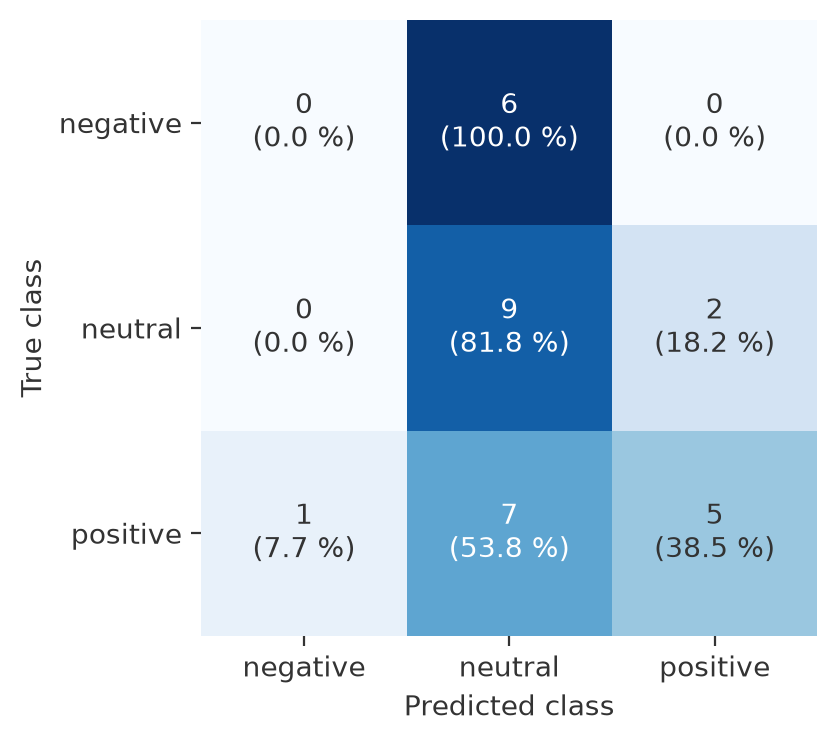 0
(0.0 %)
6
(100.0 %)
0
(0.0 %)
negative
0
(0.0 %)
9
(81.8 %)
2
(18.2 %)
neutral
1
(7.7 %)
7
(53.8 %)
5
(38.5 %)
positive
True class
negative
neutral
positive
Predicted class